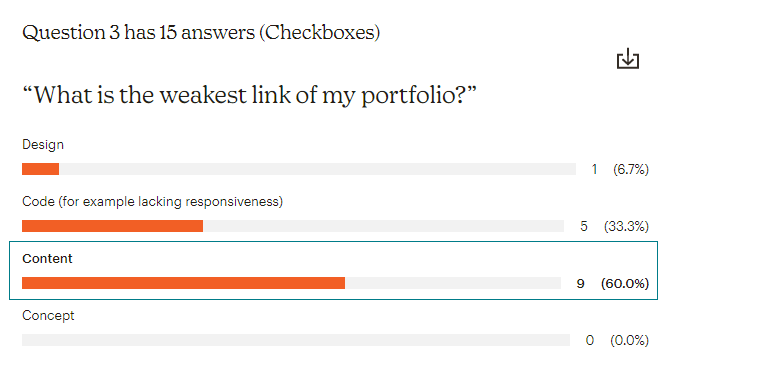 Question 3 has 15 answers (Checkboxes)
“What is the weakest link of my portfolio?”
Design
1 (6.7%)
Code (for example lacking responsiveness)
5 (33.3%)
Content
9 (60.0%)
Concept
0 (0.0%)